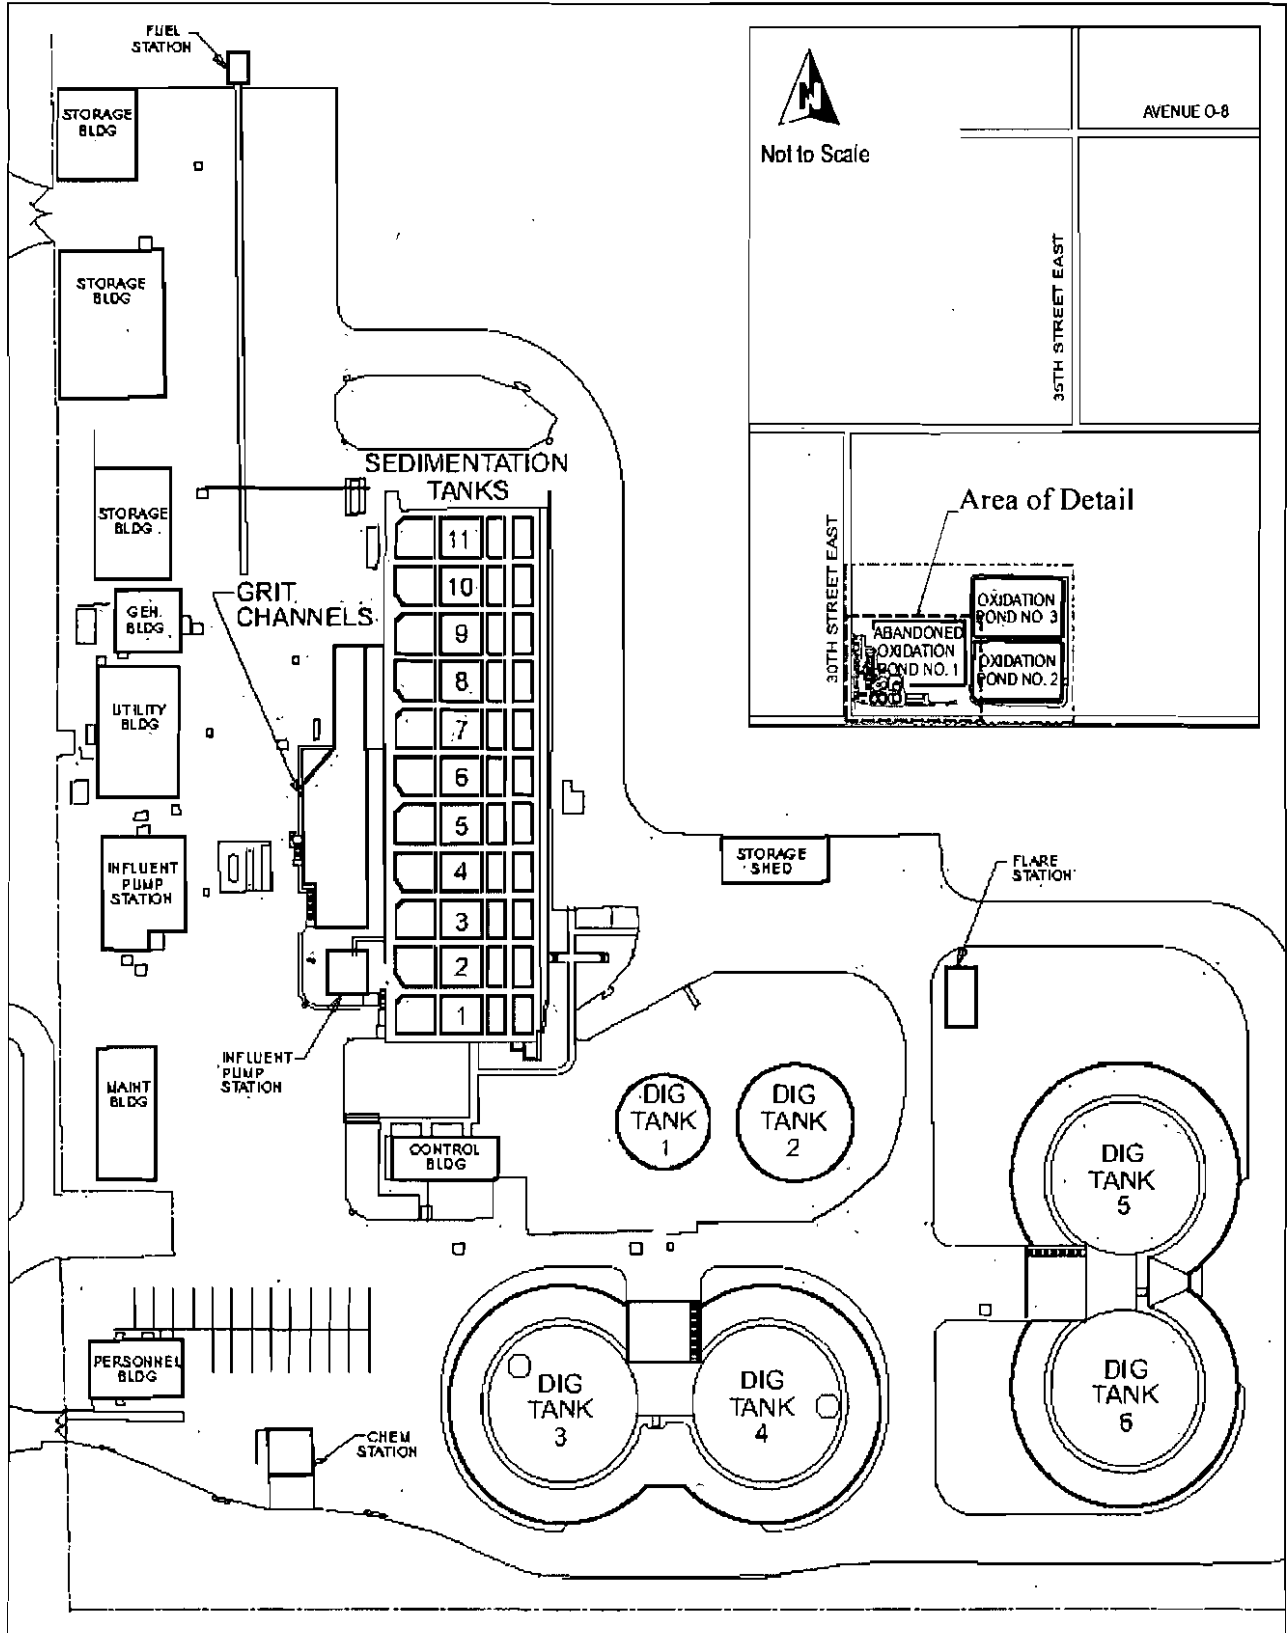 FUEL
STATION
STORAGE
BLDG
STORAGE
BLDG
STORAGE
BLDG
GEN.
BLDG
UTILITY
BLDG
INFLUENT
PUMP
STATION
MAINT
BLDG
PERSONNEL
BLDG
CHEM
STATION
GRIT
CHANNELS
SEDIMENTATION
TANKS
11
10
9
8
7
6
5
4
3
2
1
INFLUENT
PUMP
STATION
CONTROL
BLDG
DIG
TANK
1
DIG
TANK
2
DIG
TANK
3
DIG
TANK
4
STORAGE
SHED
FLARE
STATION
DIG
TANK
5
DIG
TANK
6
N
Not to Scale
AVENUE O-8
35TH STREET EAST
30TH STREET EAST
Area of Detail
ABANDONED
OXIDATION
POND NO. 1
OXIDATION
POND NO. 3
OXIDATION
POND NO. 2